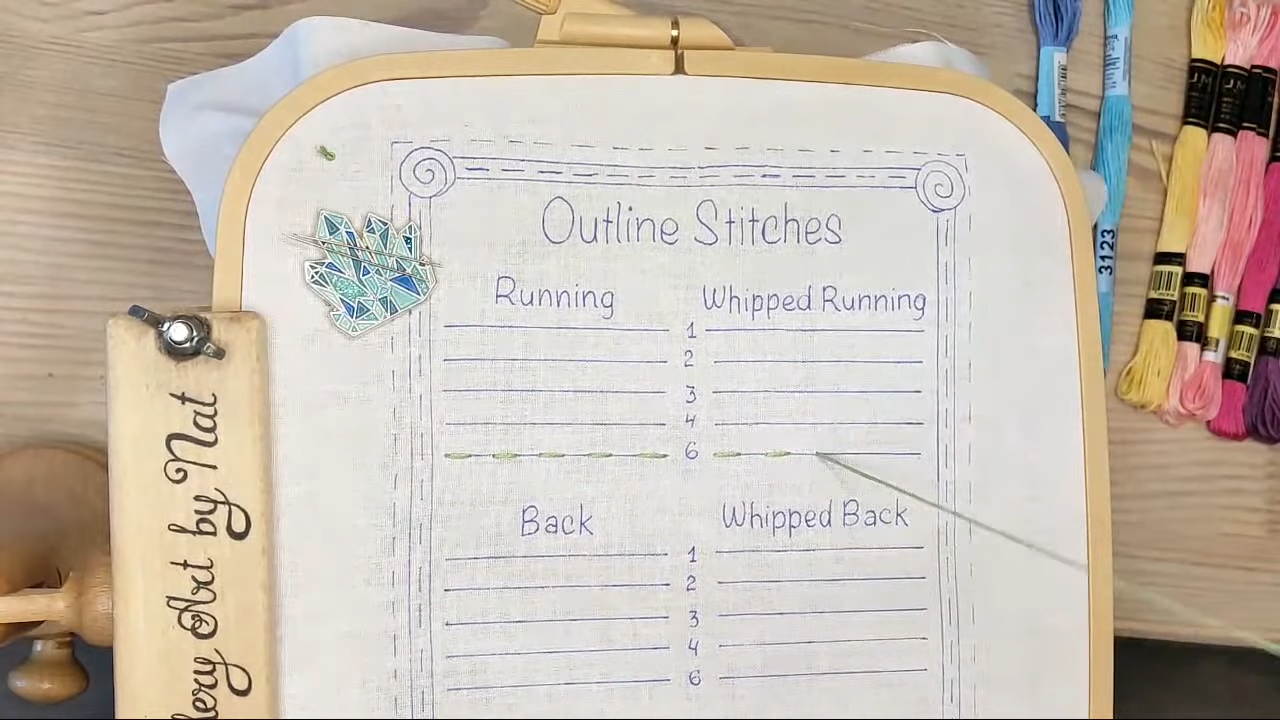 Outline Stitches
Running
Whipped Running
1
2
3
4
6
Back
Whipped Back
1
2
3
4
6
Art by Nat
3123